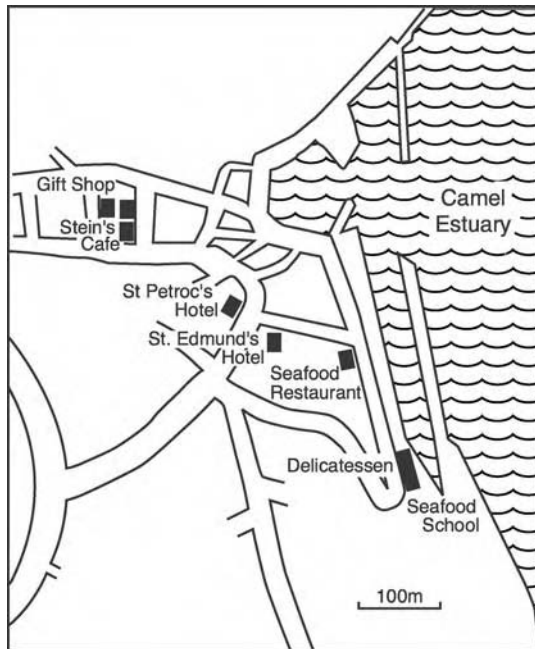 Gift Shop
Stein's
Cafe
Camel
Estuary
St Petroc's
Hotel
St. Edmund's
Hotel
Seafood
Restaurant
Delicatessen
Seafood
School
100m